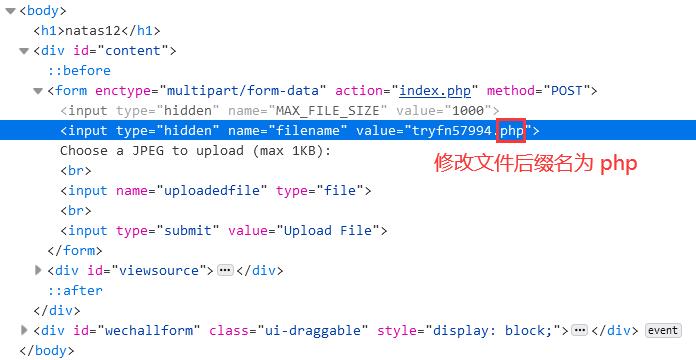 <body>
<h1>natas12</h1>
<div id="content">
::before
<form enctype="multipart/form-data" action="index.php" method="POST">
<input type="hidden" name="MAX_FILE_SIZE" value="1000">
<input type="hidden" name="filename" value="tryfn57994.php">
Choose a JPEG to upload (max 1KB):
<br>
修改文件后缀名为 php
<input name="uploadedfile" type="file">
<br>
<input type="submit" value="Upload File">
</form>
<div id="viewsource">⋯</div>
::after
</div>
<div id="wechallform" class="ui-draggable" style="display: block;">⋯</div> event
</body>